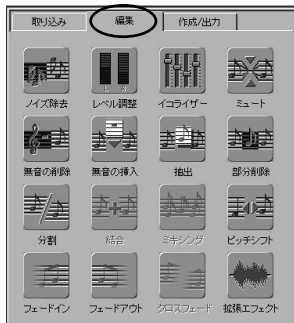 取り込み 編集 作成/出力
L R
ノイズ除去 レベル調整 イコライザー ミュート
無音の削除 無音の挿入 抽出 部分削除
分割 結合 ミキシング ピッチシフト
フェードイン フェードアウト クロスフェード 拡張エフェクト